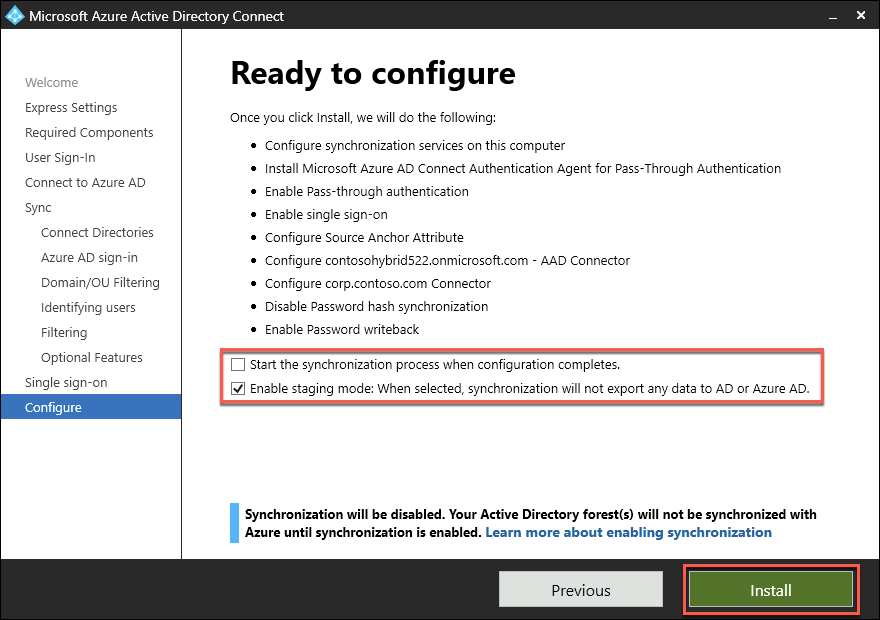 Microsoft Azure Active Directory Connect
Welcome
Express Settings
Required Components
User Sign-In
Connect to Azure AD
Sync
Connect Directories
Azure AD sign-in
Domain/OU Filtering
Identifying users
Filtering
Optional Features
Single sign-on
Configure
Ready to configure
Once you click Install, we will do the following:
• Configure synchronization services on this computer
• Install Microsoft Azure AD Connect Authentication Agent for Pass-Through Authentication
• Enable Pass-through authentication
• Enable single sign-on
• Configure Source Anchor Attribute
• Configure contosohybrid522.onmicrosoft.com - AAD Connector
• Configure corp.contoso.com Connector
• Disable Password hash synchronization
• Enable Password writeback
Start the synchronization process when configuration completes.
Enable staging mode: When selected, synchronization will not export any data to AD or Azure AD.
Synchronization will be disabled. Your Active Directory forest(s) will not be synchronized with
Azure until synchronization is enabled. Learn more about enabling synchronization
Previous
Install